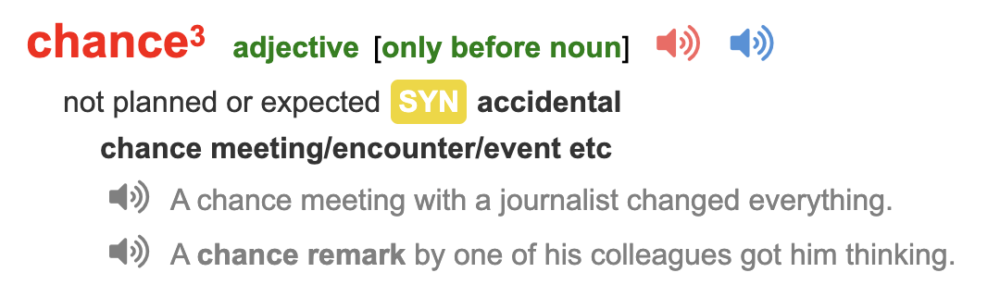 chance³ adjective [only before noun]
not planned or expected SYN accidental
chance meeting/encounter/event etc
A chance meeting with a journalist changed everything.
A chance remark by one of his colleagues got him thinking.